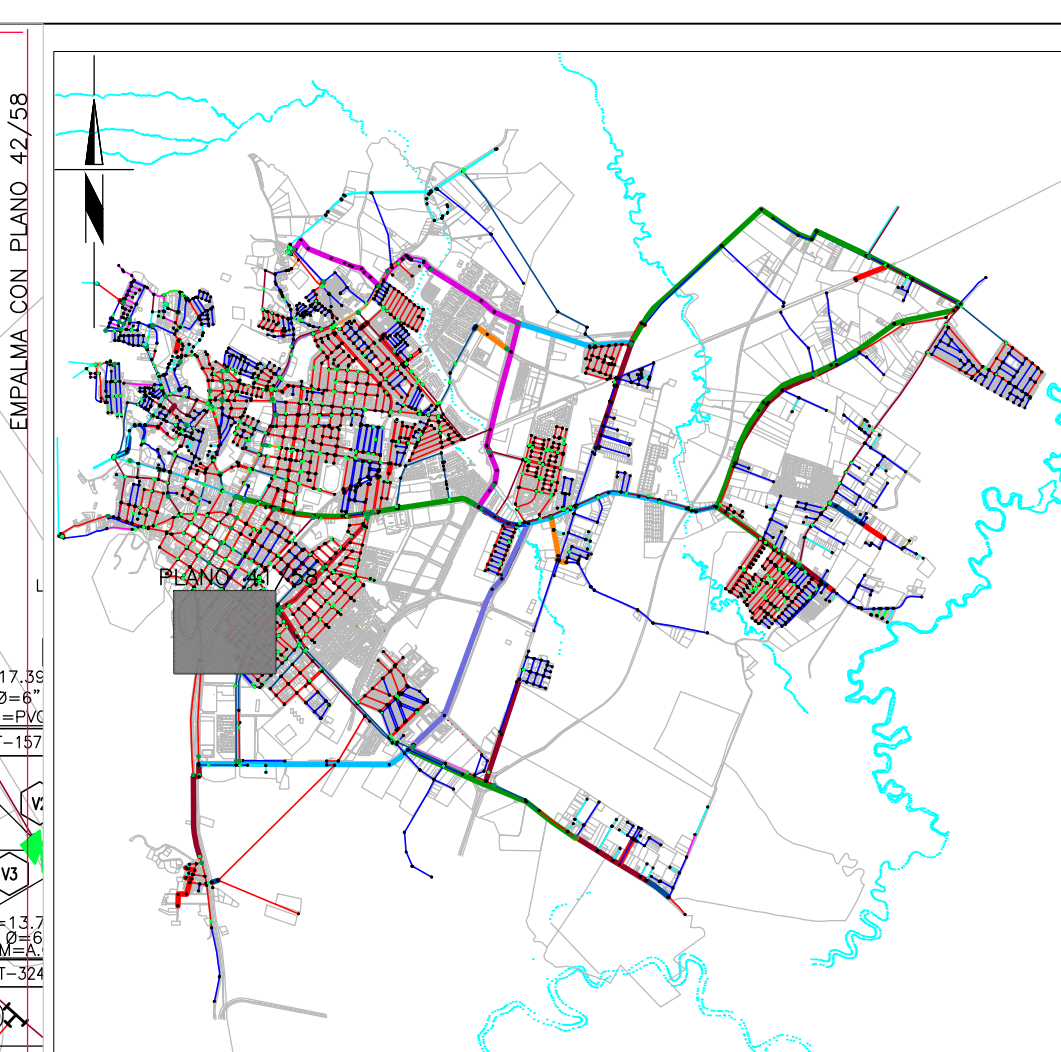 EMPALMA CON PLANO 42/58
PLANO 41/58
L
17.39
Ø=6"
=PVC
T-157
V2
V3
=13.7
Ø=6
M=A.
T-324